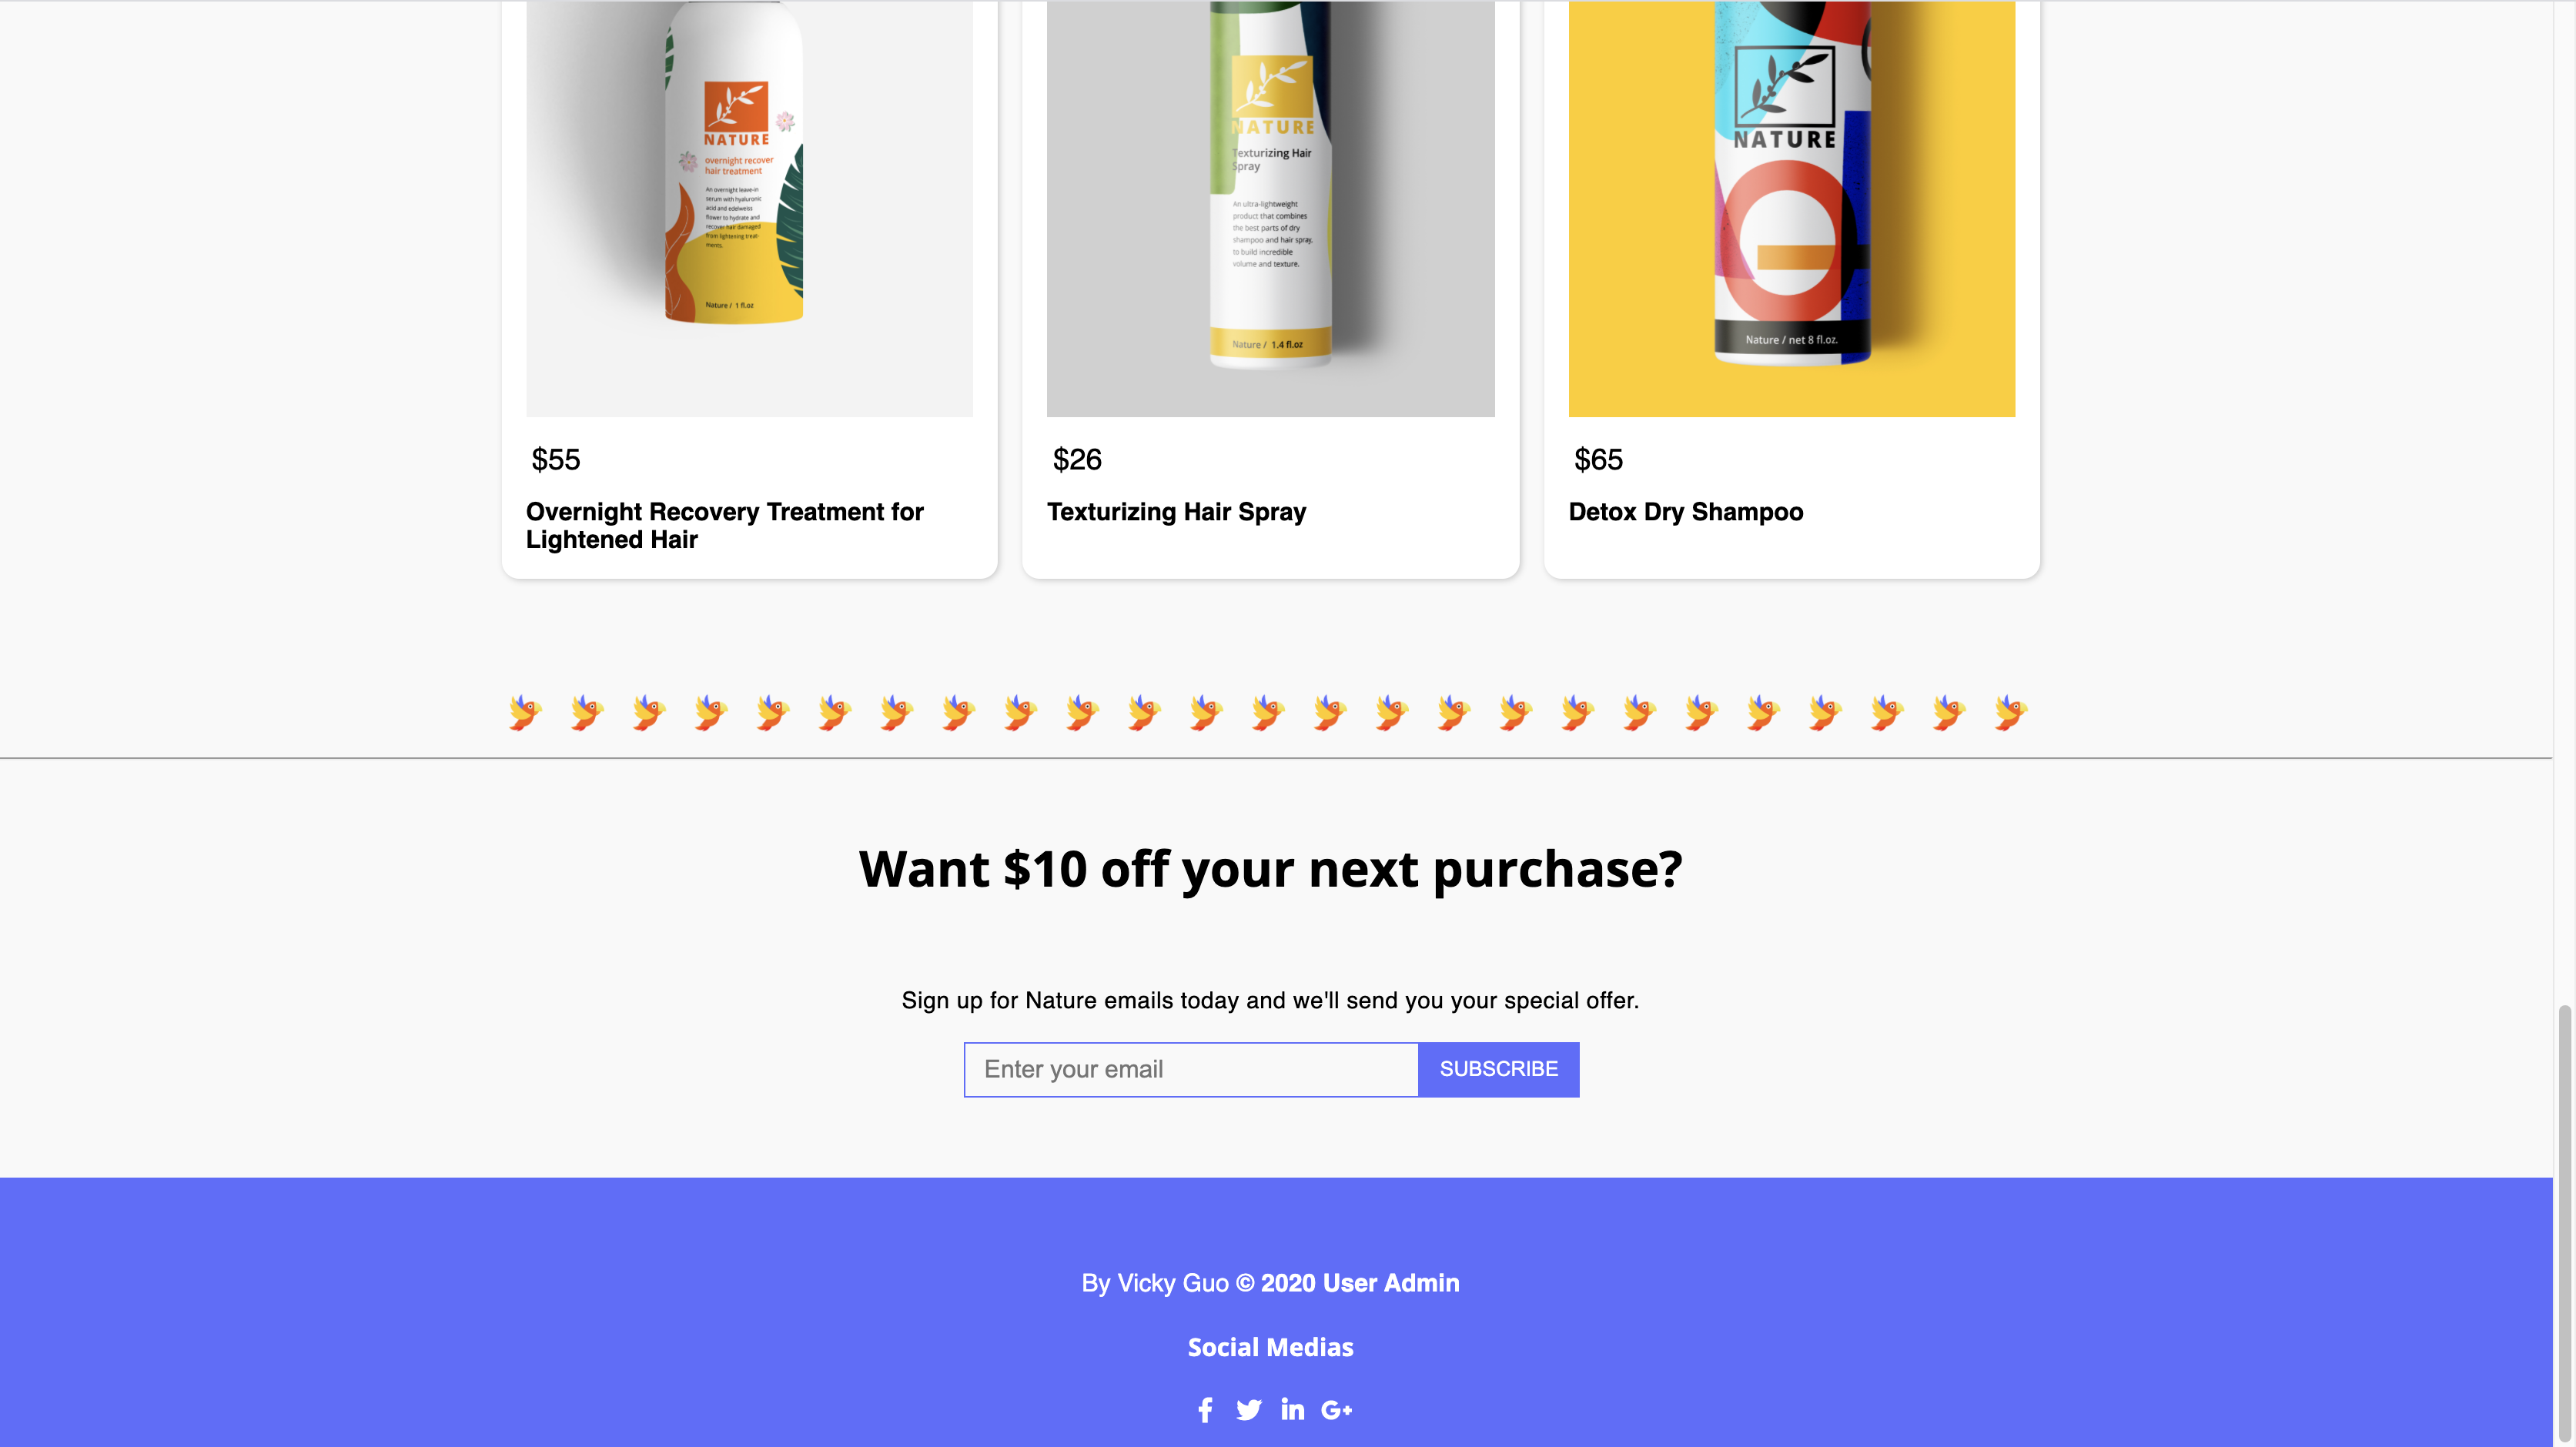 NATURE
overnight recover
hair treatment
An overnight leave-in
serum with hyaluronic
acid and edelweiss
flower to hydrate and
recover hair damaged
from lightening treat-
ments.
Nature / 1 fl.oz
NATURE
Texturizing Hair
Spray
An ultra-lightweight
product that combines
the best parts of dry
shampoo and hair spray,
to build incredible
volume and texture.
Nature / 1.4 fl.oz
NATURE
Nature / net 8 fl.oz.
$55
Overnight Recovery Treatment for
Lightened Hair
$26
Texturizing Hair Spray
$65
Detox Dry Shampoo
Want $10 off your next purchase?
Sign up for Nature emails today and we'll send you your special offer.
Enter your email
SUBSCRIBE
By Vicky Guo © 2020 User Admin
Social Medias
f in G+